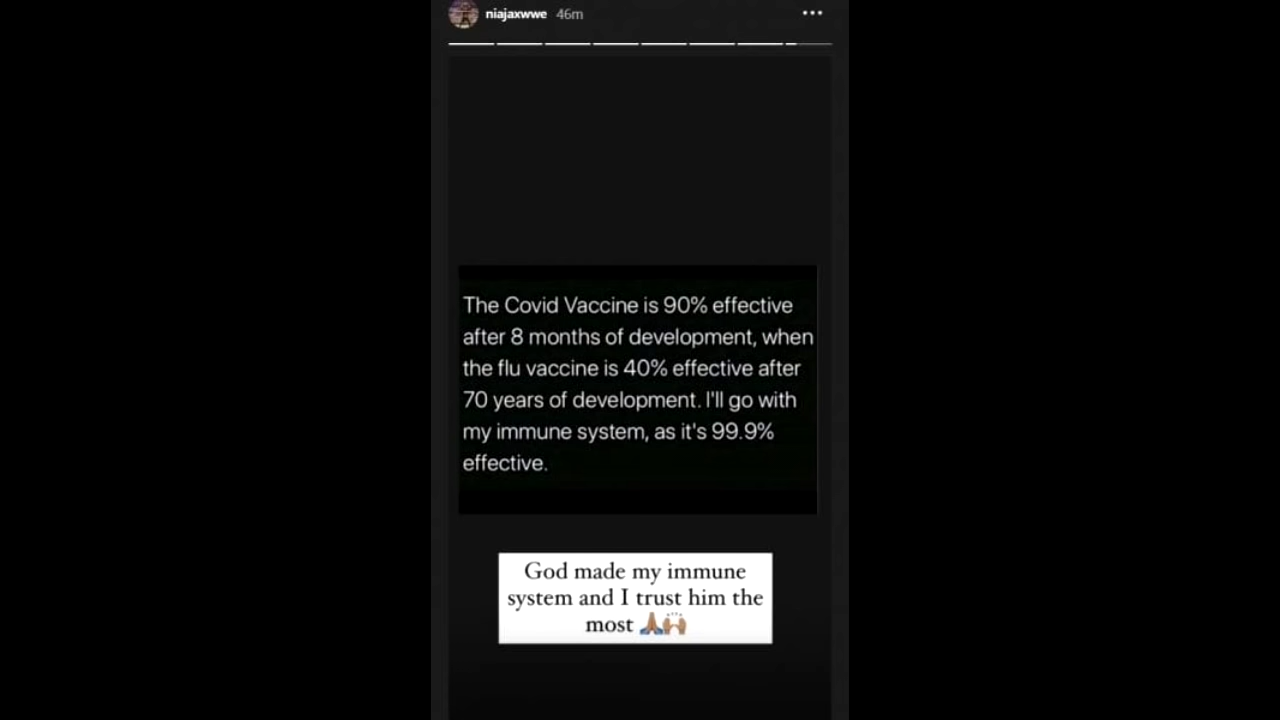 niajaxwwe 46m
The Covid Vaccine is 90% effective
after 8 months of development, when
the flu vaccine is 40% effective after
70 years of development. I'll go with
my immune system, as it's 99.9%
effective.
God made my immune
system and I trust him the
most 🙏🏽🙌🏽